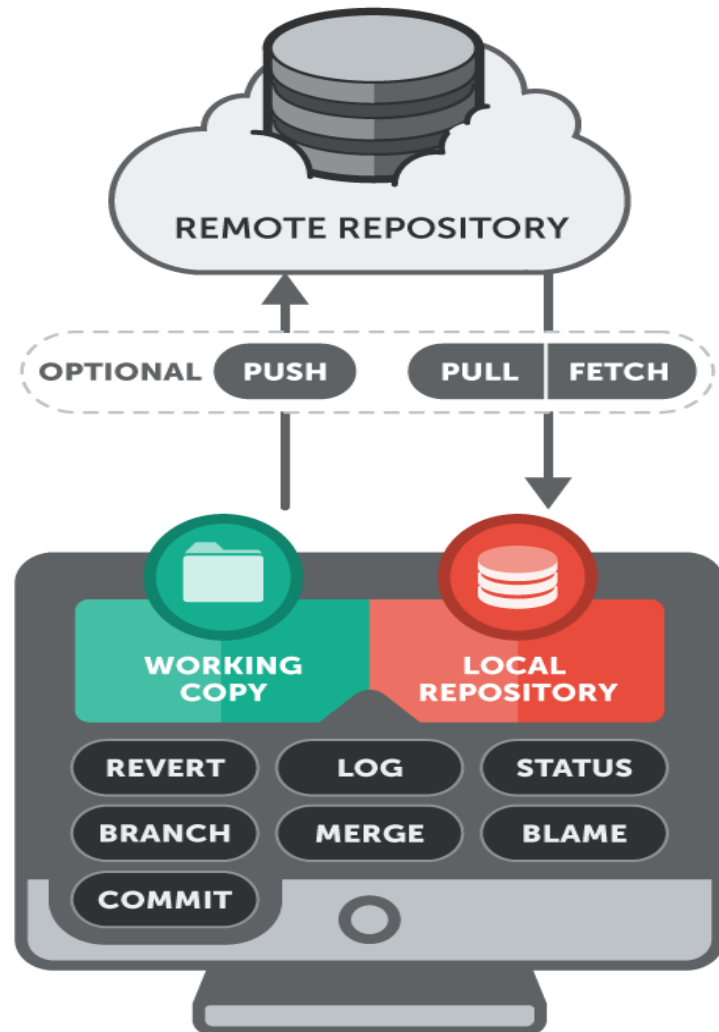 REMOTE REPOSITORY
OPTIONAL PUSH PULL FETCH
WORKING COPY
LOCAL REPOSITORY
REVERT LOG STATUS
BRANCH MERGE BLAME
COMMIT